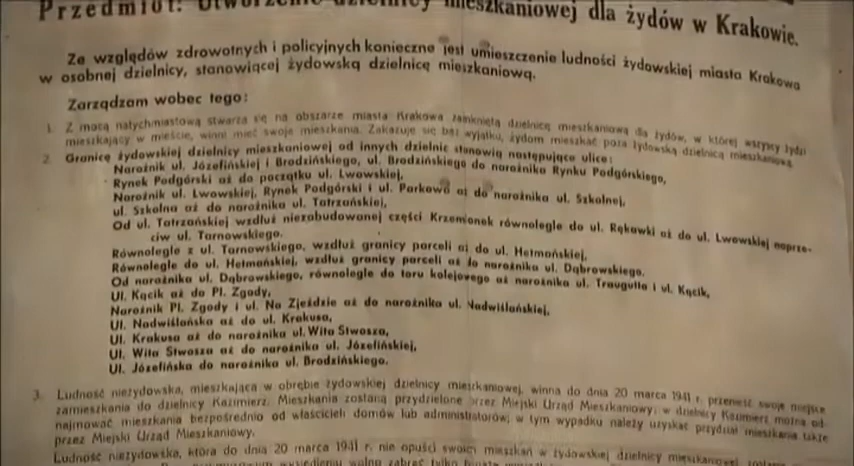 Przedmiot: Utworzenie dzielnicy mieszkaniowej dla żydów w Krakowie.
Ze względów zdrowotnych i policyjnych konieczne jest umieszczenie ludności żydowskiej miasta Krakowa
w osobnej dzielnicy, stanowiącej żydowską dzielnicę mieszkaniową.
Zarządzam wobec tego:
1. Z mocą natychmiastową stwarza się na obszarze miasta Krakowa zamkniętą dzielnicę mieszkaniową dla żydów, w której wszyscy żydzi
mieszkający w mieście, winni mieć swoje mieszkania. Zakazuje się bez wyjątku, żydom mieszkać poza żydowską dzielnicą mieszkaniową.
2. Granicę żydowskiej dzielnicy mieszkaniowej od innych dzielnic stanowią następujące ulice:
Narożnik ul. Józefińskiej i Brodzińskiego, ul. Brodzińskiego do narożnika Rynku Podgórskiego,
Rynek Podgórski aż do początku ul. Lwowskiej,
Narożnik ul. Lwowskiej, Rynek Podgórski i ul. Parkowa aż do narożnika ul. Szkolnej,
ul. Szkolna aż do narożnika ul. Tatrzańskiej,
Od ul. Tatrzańskiej wzdłuż niezabudowanej części Krzemionek równolegle do ul. Rękawki aż do ul. Lwowskiej naprze-
ciw ul. Tarnowskiego.
Równolegle z ul. Tarnowskiego, wzdłuż granicy parceli aż do ul. Hetmańskiej,
Równolegle do ul. Hetmańskiej, wzdłuż granicy parceli aż do narożnika ul. Dąbrowskiego.
Od narożnika ul. Dąbrowskiego, równolegle do toru kolejowego aż narożnika ul. Traugutta i ul. Kącik,
Ul. Kącik aż do Pl. Zgody,
Narożnik Pl. Zgody i ul. Na Zjeździe aż do narożnika ul. Nadwiślańskiej,
Ul. Nadwiślańska aż do ul. Krakusa,
Ul. Krakusa aż do narożnika ul. Wita Stwosza,
Ul. Wita Stwosza aż do narożnika ul. Józefińskiej,
Ul. Józefińska do narożnika ul. Brodzińskiego.
3. Ludność nieżydowska, mieszkająca w obrębie żydowskiej dzielnicy mieszkaniowej, winna do dnia 20 marca 1941 r. przenieść swoje miejsce
zamieszkania do dzielnicy Kazimierz. Mieszkania zostaną przydzielone przez Miejski Urząd Mieszkaniowy; w dzielnicy Kazimierz można od-
najmować mieszkania bezpośrednio od właścicieli domów lub administratorów; w tym wypadku należy uzyskać przydział mieszkania także
przez Miejski Urząd Mieszkaniowy.
Ludność nieżydowska, która do dnia 20 marca 1941 r. nie opuści swoich mieszkań w żydowskiej dzielnicy mieszkaniowej,
wolno zabrać tylko